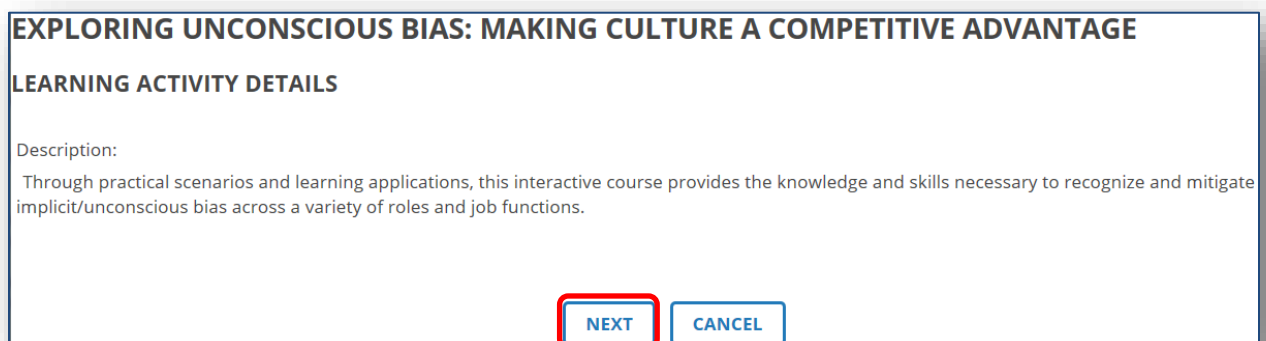 EXPLORING UNCONSCIOUS BIAS: MAKING CULTURE A COMPETITIVE ADVANTAGE
LEARNING ACTIVITY DETAILS
Description:
Through practical scenarios and learning applications, this interactive course provides the knowledge and skills necessary to recognize and mitigate
implicit/unconscious bias across a variety of roles and job functions.
NEXT CANCEL